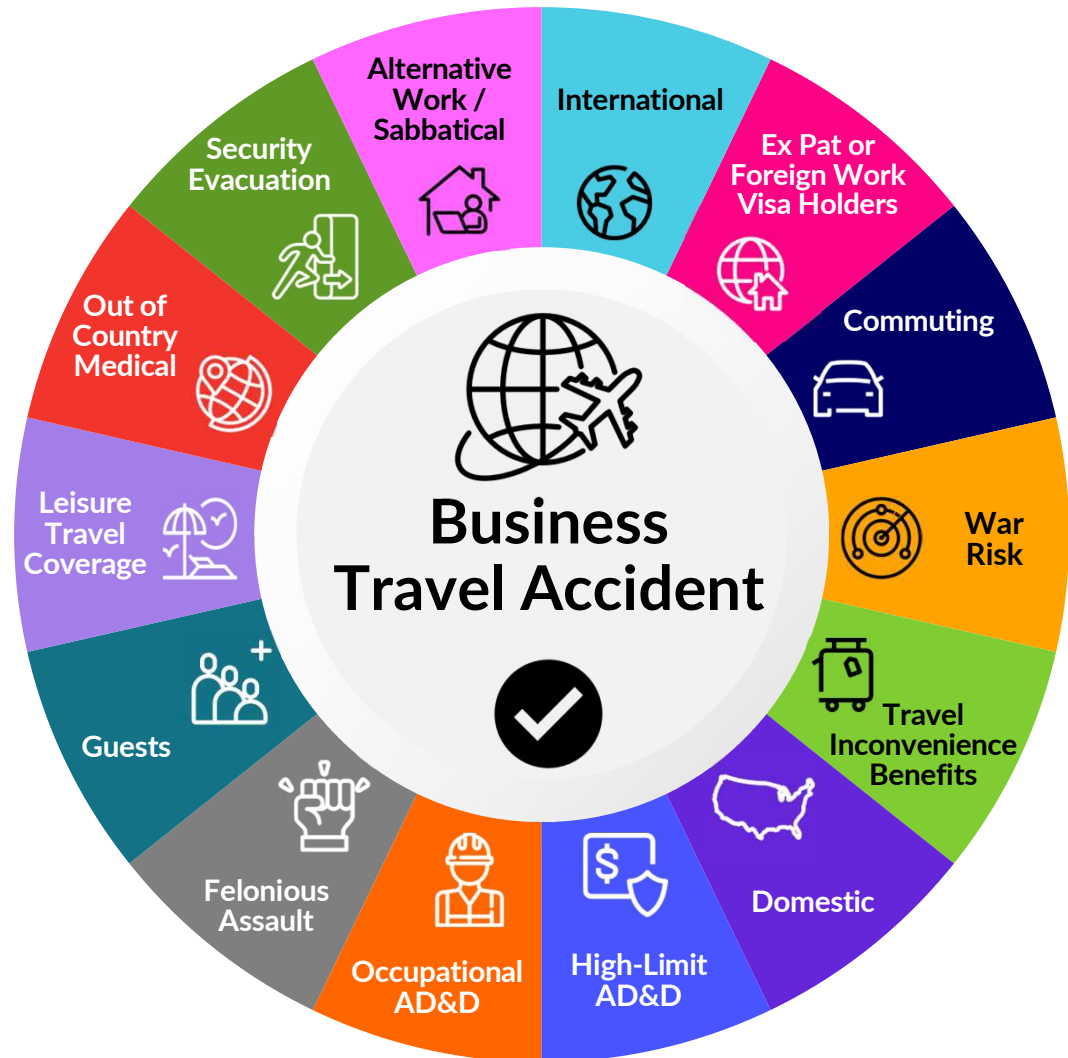 Business
Travel Accident
International
Ex Pat or
Foreign Work
Visa Holders
Commuting
War
Risk
Travel
Inconvenience
Benefits
Domestic
High-Limit
AD&D
Occupational
AD&D
Felonious
Assault
Guests
Leisure
Travel
Coverage
Out of
Country
Medical
Security
Evacuation
Alternative
Work /
Sabbatical
$